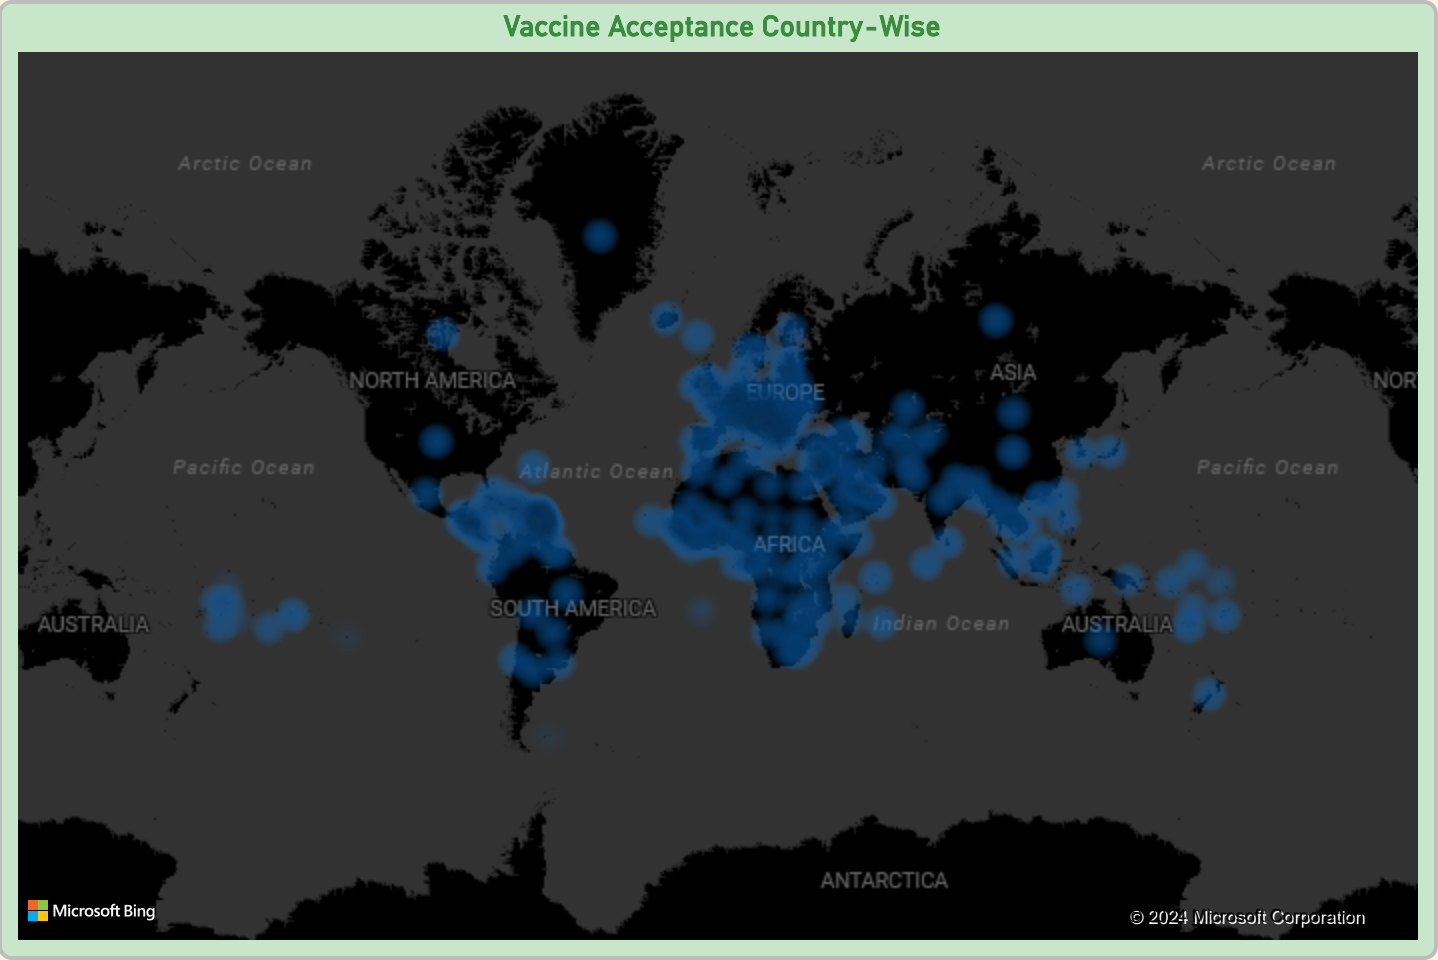 Vaccine Acceptance Country-Wise
Arctic Ocean
Arctic Ocean
NORTH AMERICA
EUROPE
ASIA
NOR
Pacific Ocean
Atlantic Ocean
Pacific Ocean
AFRICA
SOUTH AMERICA
AUSTRALIA
Indian Ocean
AUSTRALIA
ANTARCTICA
Microsoft Bing
© 2024 Microsoft Corporation